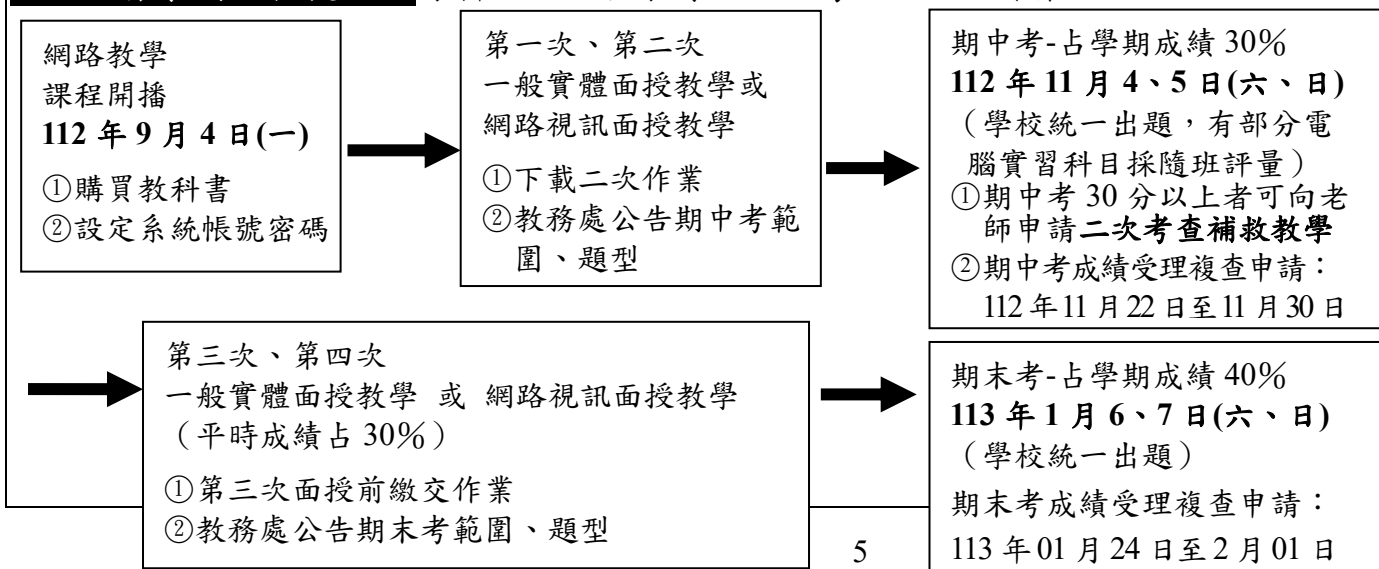 網路教學
課程開播
112 年 9 月 4 日(一)
①購買教科書
②設定系統帳號密碼
第一次、第二次
一般實體面授教學或
網路視訊面授教學
①下載二次作業
②教務處公告期中考範
圍、題型
期中考-占學期成績 30%
112 年 11 月 4、5 日(六、日)
（學校統一出題，有部分電
腦實習科目採隨班評量）
①期中考 30 分以上者可向老
師申請二次考查補救教學
②期中考成績受理複查申請：
112 年 11 月 22 日至 11 月 30 日
第三次、第四次
一般實體面授教學 或 網路視訊面授教學
（平時成績占 30%）
①第三次面授前繳交作業
②教務處公告期末考範圍、題型
期末考-占學期成績 40%
113 年 1 月 6、7 日(六、日)
（學校統一出題）
期末考成績受理複查申請：
113 年 01 月 24 日至 2 月 01 日
5